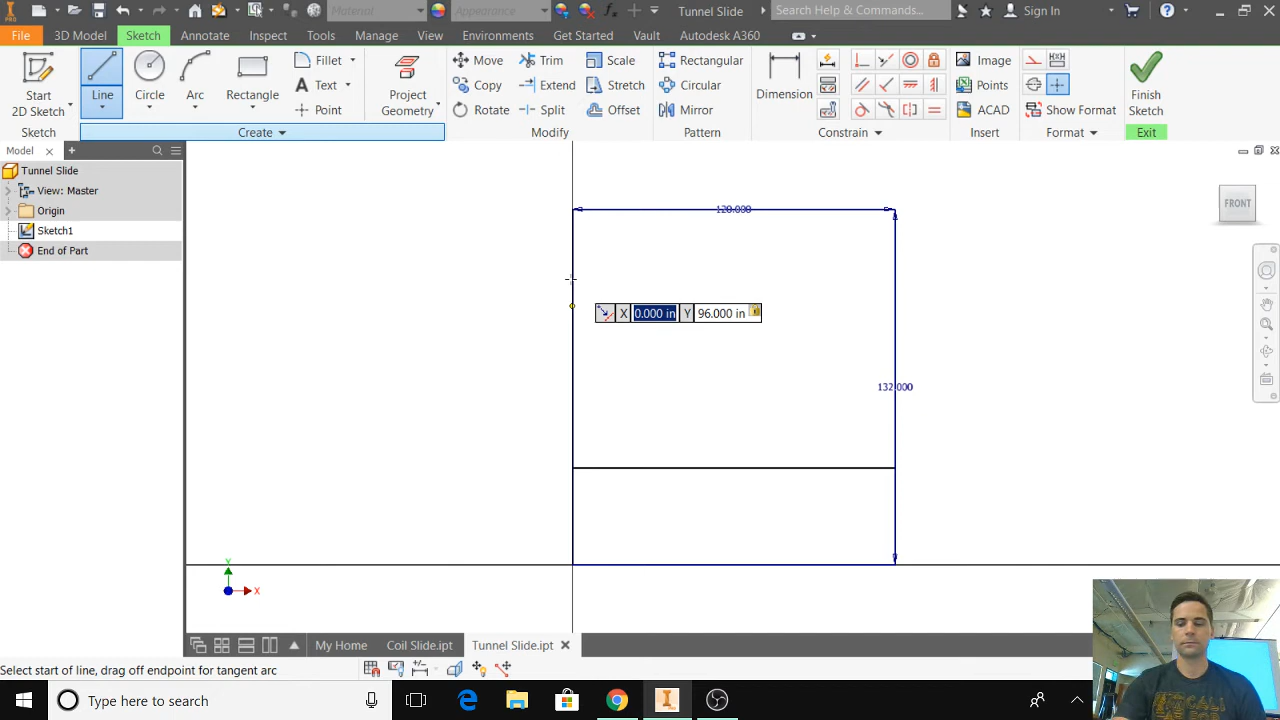 PRO
Material
Appearance
Tunnel Slide
Search Help & Commands...
Sign In
File
3D Model
Sketch
Annotate
Inspect
Tools
Manage
View
Environments
Get Started
Vault
Autodesk A360
Start
2D Sketch
Line
Circle
Arc
Rectangle
Fillet
Text
Point
Project
Geometry
Move
Copy
Rotate
Trim
Extend
Split
Scale
Stretch
Offset
Rectangular
Circular
Mirror
Dimension
Image
Points
ACAD
Show Format
Finish
Sketch
Sketch
Create
Modify
Pattern
Constrain
Insert
Format
Exit
Model
Tunnel Slide
View: Master
Origin
Sketch1
End of Part
120.000
132.000
X
0.000 in
Y
96.000 in
FRONT
Y
X
My Home
Coil Slide.ipt
Tunnel Slide.ipt
Select start of line, drag off endpoint for tangent arc
Type here to search